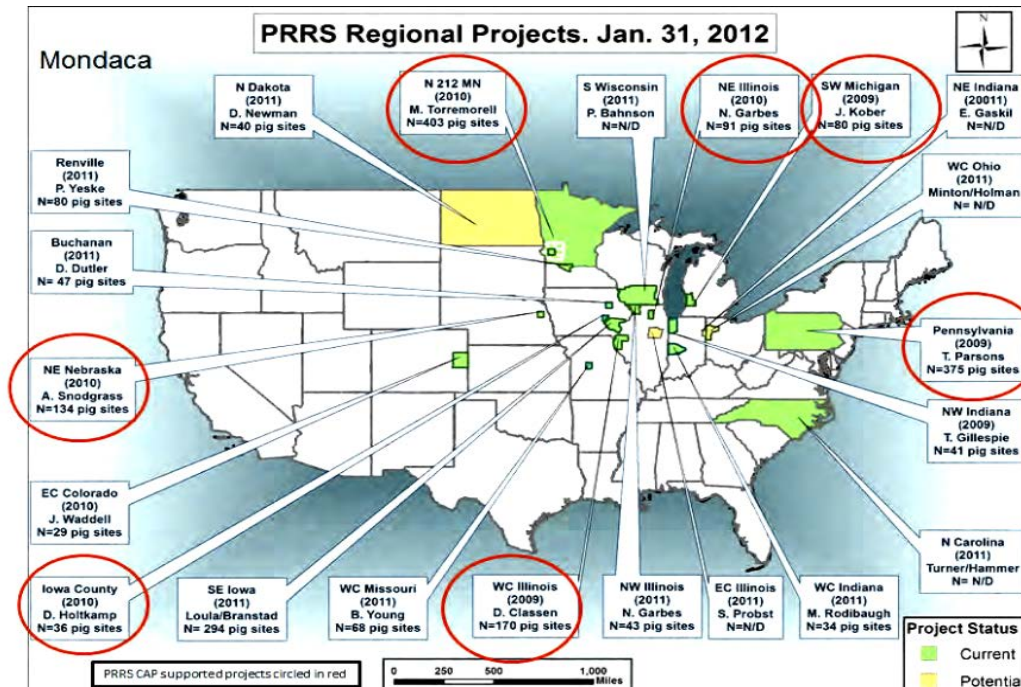 PRRS Regional Projects. Jan. 31, 2012
N
Mondaca
N Dakota
(2011)
D. Newman
N=40 pig sites
N 212 MN
(2010)
M. Torremorell
N=403 pig sites
S Wisconsin
(2011)
P. Bahnson
N=N/D
NE Illinois
(2010)
N. Garbes
N=91 pig sites
SW Michigan
(2009)
J. Kober
N=80 pig sites
NE Indiana
(20011)
E. Gaskil
N=N/D
Renville
(2011)
P. Yeske
N=80 pig sites
WC Ohio
(2011)
Minton/Holman
N= N/D
Buchanan
(2011)
D. Dutler
N= 47 pig sites
Pennsylvania
(2009)
T. Parsons
N=375 pig sites
NE Nebraska
(2010)
A. Snodgrass
N=134 pig sites
NW Indiana
(2009)
T. Gillespie
N=41 pig sites
EC Colorado
(2010)
J. Waddell
N=29 pig sites
N Carolina
(2011)
Turner/Hammer
N= N/D
Iowa County
(2010)
D. Holtkamp
N=36 pig sites
SE Iowa
(2011)
Loula/Branstad
N= 294 pig sites
WC Missouri
(2011)
B. Young
N=68 pig sites
WC Illinois
(2009)
D. Classen
N=170 pig sites
NW Illinois
(2011)
N. Garbes
N=43 pig sites
EC Illinois
(2011)
S. Probst
N=N/D
WC Indiana
(2011)
M. Rodibaugh
N=34 pig sites
Project Status
Current
Potentia
PRRS CAP supported projects circled in red
0 250 500 1,000
Miles